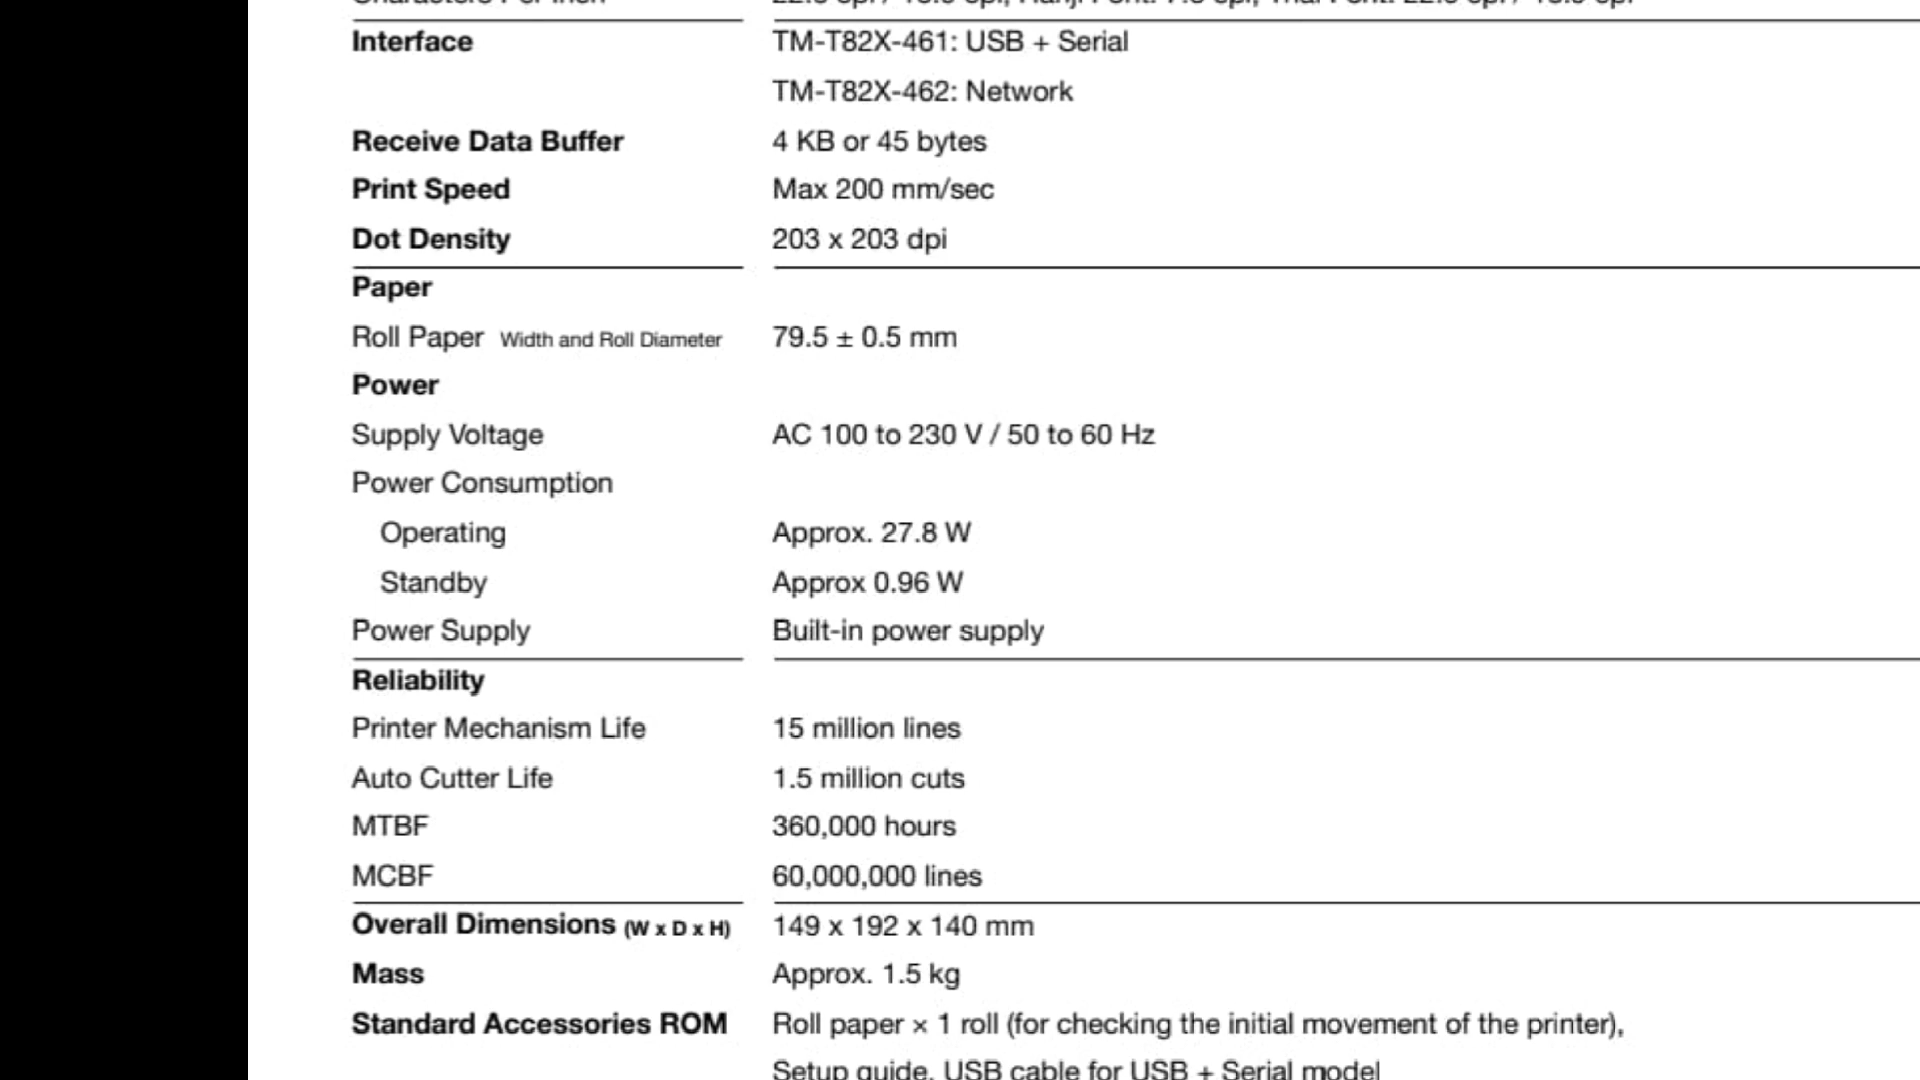 Interface TM-T82X-461: USB + Serial
TM-T82X-462: Network
Receive Data Buffer 4 KB or 45 bytes
Print Speed Max 200 mm/sec
Dot Density 203 x 203 dpi
Paper
Roll Paper Width and Roll Diameter 79.5 ± 0.5 mm
Power
Supply Voltage AC 100 to 230 V / 50 to 60 Hz
Power Consumption
Operating Approx. 27.8 W
Standby Approx 0.96 W
Power Supply Built-in power supply
Reliability
Printer Mechanism Life 15 million lines
Auto Cutter Life 1.5 million cuts
MTBF 360,000 hours
MCBF 60,000,000 lines
Overall Dimensions (W x D x H) 149 x 192 x 140 mm
Mass Approx. 1.5 kg
Standard Accessories ROM Roll paper × 1 roll (for checking the initial movement of the printer),
Setup guide, USB cable for USB + Serial model